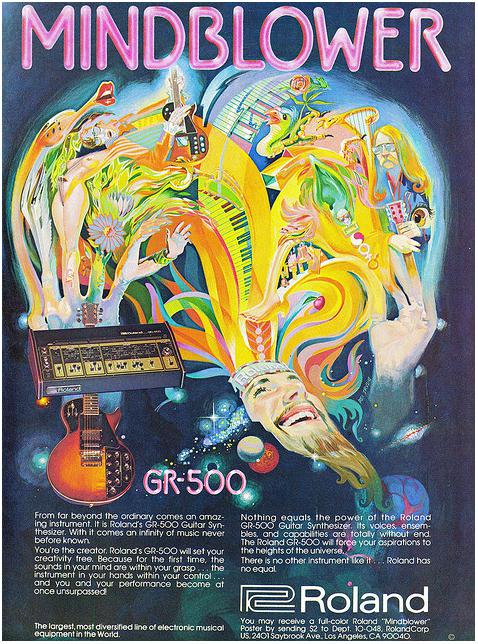 MINDBLOWER
Roland
GR-500
From far beyond the ordinary comes an amaz-
ing instrument. It is Roland's GR-500 Guitar Syn-
thesizer. With it comes an infinity of music never
before known.
You're the creator. Roland's GR-500 will set your
creativity free. Because for the first time, the
sounds in your mind are within your grasp . . . the
instrument in your hands within your control . . .
and you and your performance become at
once unsurpassed!
The largest, most diversified line of electronic musical
equipment in the World.
Nothing equals the power of the Roland
GR-500 Guitar Synthesizer. Its voices, ensem-
bles, and capabilities are totally without end.
The Roland GR-500 will force your aspirations to
the heights of the universe.
There is no other instrument like it . . . Roland has
no equal.
Roland
You may receive a full-color Roland "Mindblower"
Poster by sending $2 to Dept. 10-048, RolandCorp
US, 2401 Saybrook Ave., Los Angeles, CA 90040.